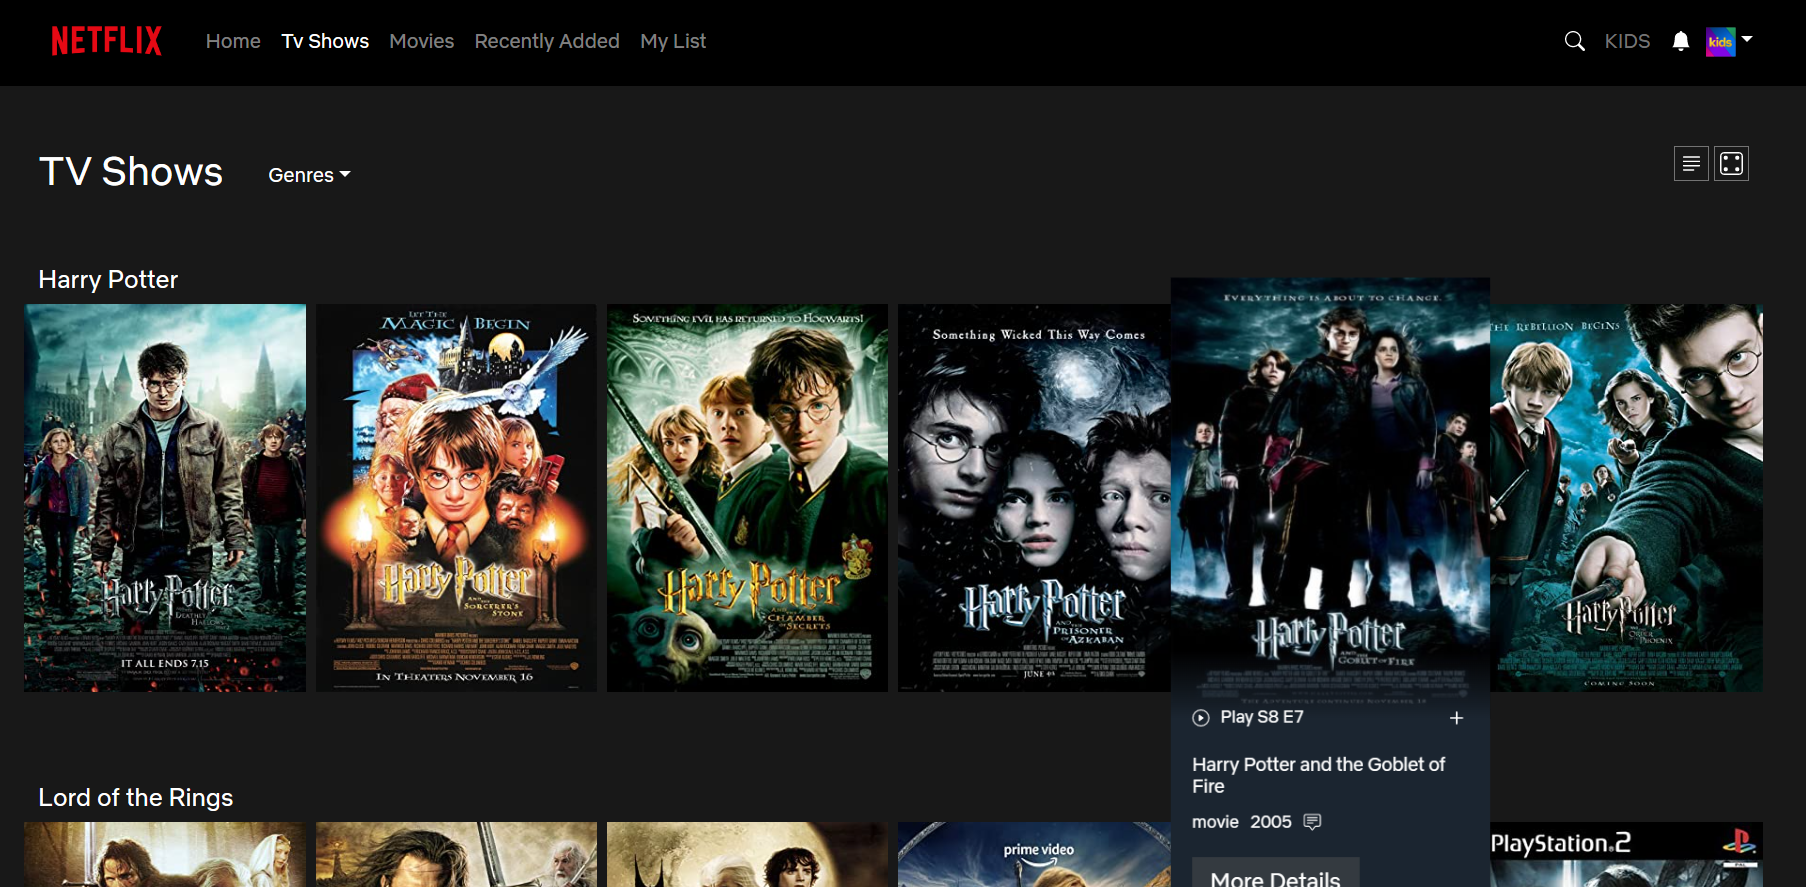 NETFLIX
Home Tv Shows Movies Recently Added My List
KIDS
kids
TV Shows
Genres
Harry Potter
Harry Potter
AND THE
DEATHLY
HALLOWS
IT ALL ENDS 7.15
LET THE
MAGIC BEGIN
Harry Potter
AND THE
SORCERER'S
STONE
IN THEATERS NOVEMBER 16
SOMETHING EVIL HAS RETURNED TO HOGWARTS!
Harry Potter
AND THE
CHAMBER
OF SECRETS
Something Wicked This Way Comes
Harry Potter
AND THE
PRISONER
OF AZKABAN
JUNE 4
EVERYTHING IS ABOUT TO CHANGE.
Harry Potter
AND THE
GOBLET OF FIRE
THE ADVENTURE CONTINUES NOVEMBER 18
Play S8 E7
+
Harry Potter and the Goblet of
Fire
movie 2005
More Details
THE REBELLION BEGINS
Harry Potter
AND THE
ORDER OF THE
PHOENIX
COMING SOON
Lord of the Rings
prime video
PlayStation.2
PAL